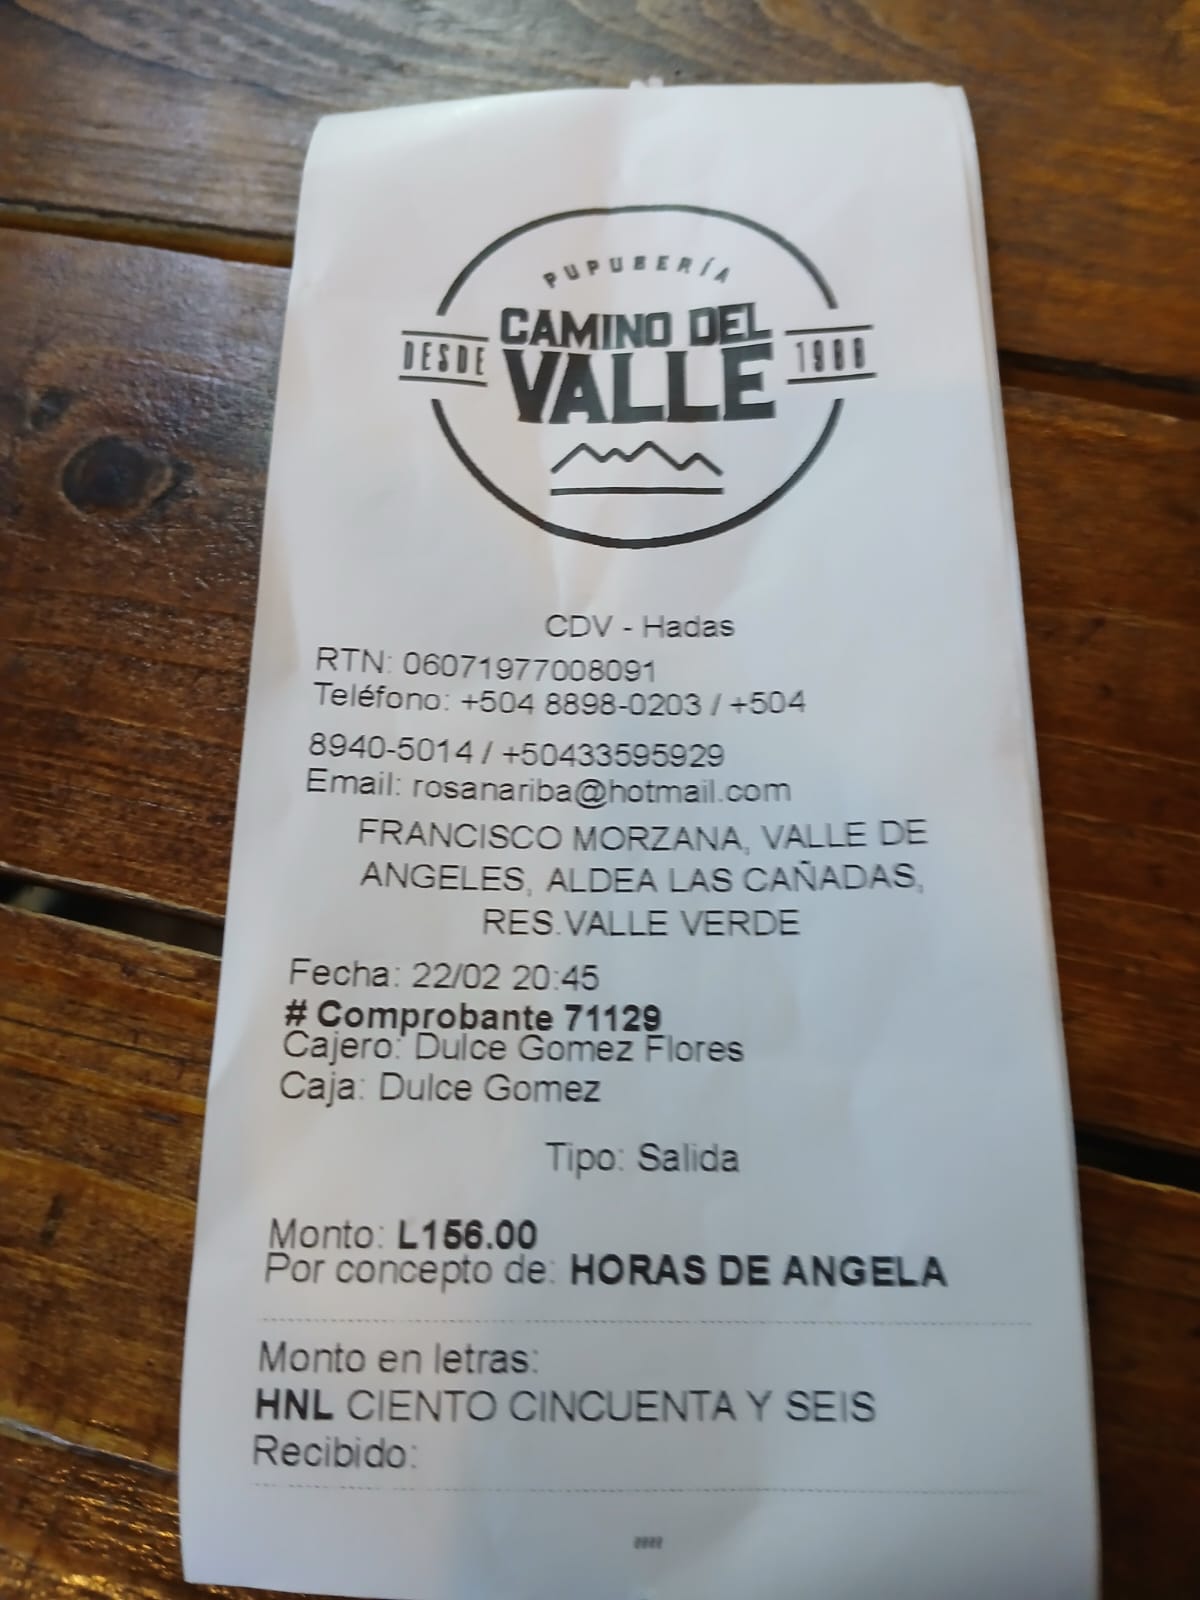 PUPUSERÍA
DESDE CAMINO DEL VALLE 1988
CDV - Hadas
RTN: 06071977008091
Teléfono: +504 8898-0203 / +504
8940-5014 / +50433595929
Email: rosanariba@hotmail.com
FRANCISCO MORZANA, VALLE DE
ANGELES, ALDEA LAS CAÑADAS,
RES.VALLE VERDE
Fecha: 22/02 20:45
# Comprobante 71129
Cajero: Dulce Gomez Flores
Caja: Dulce Gomez
Tipo: Salida
Monto: L156.00
Por concepto de: HORAS DE ANGELA
Monto en letras:
HNL CIENTO CINCUENTA Y SEIS
Recibido: